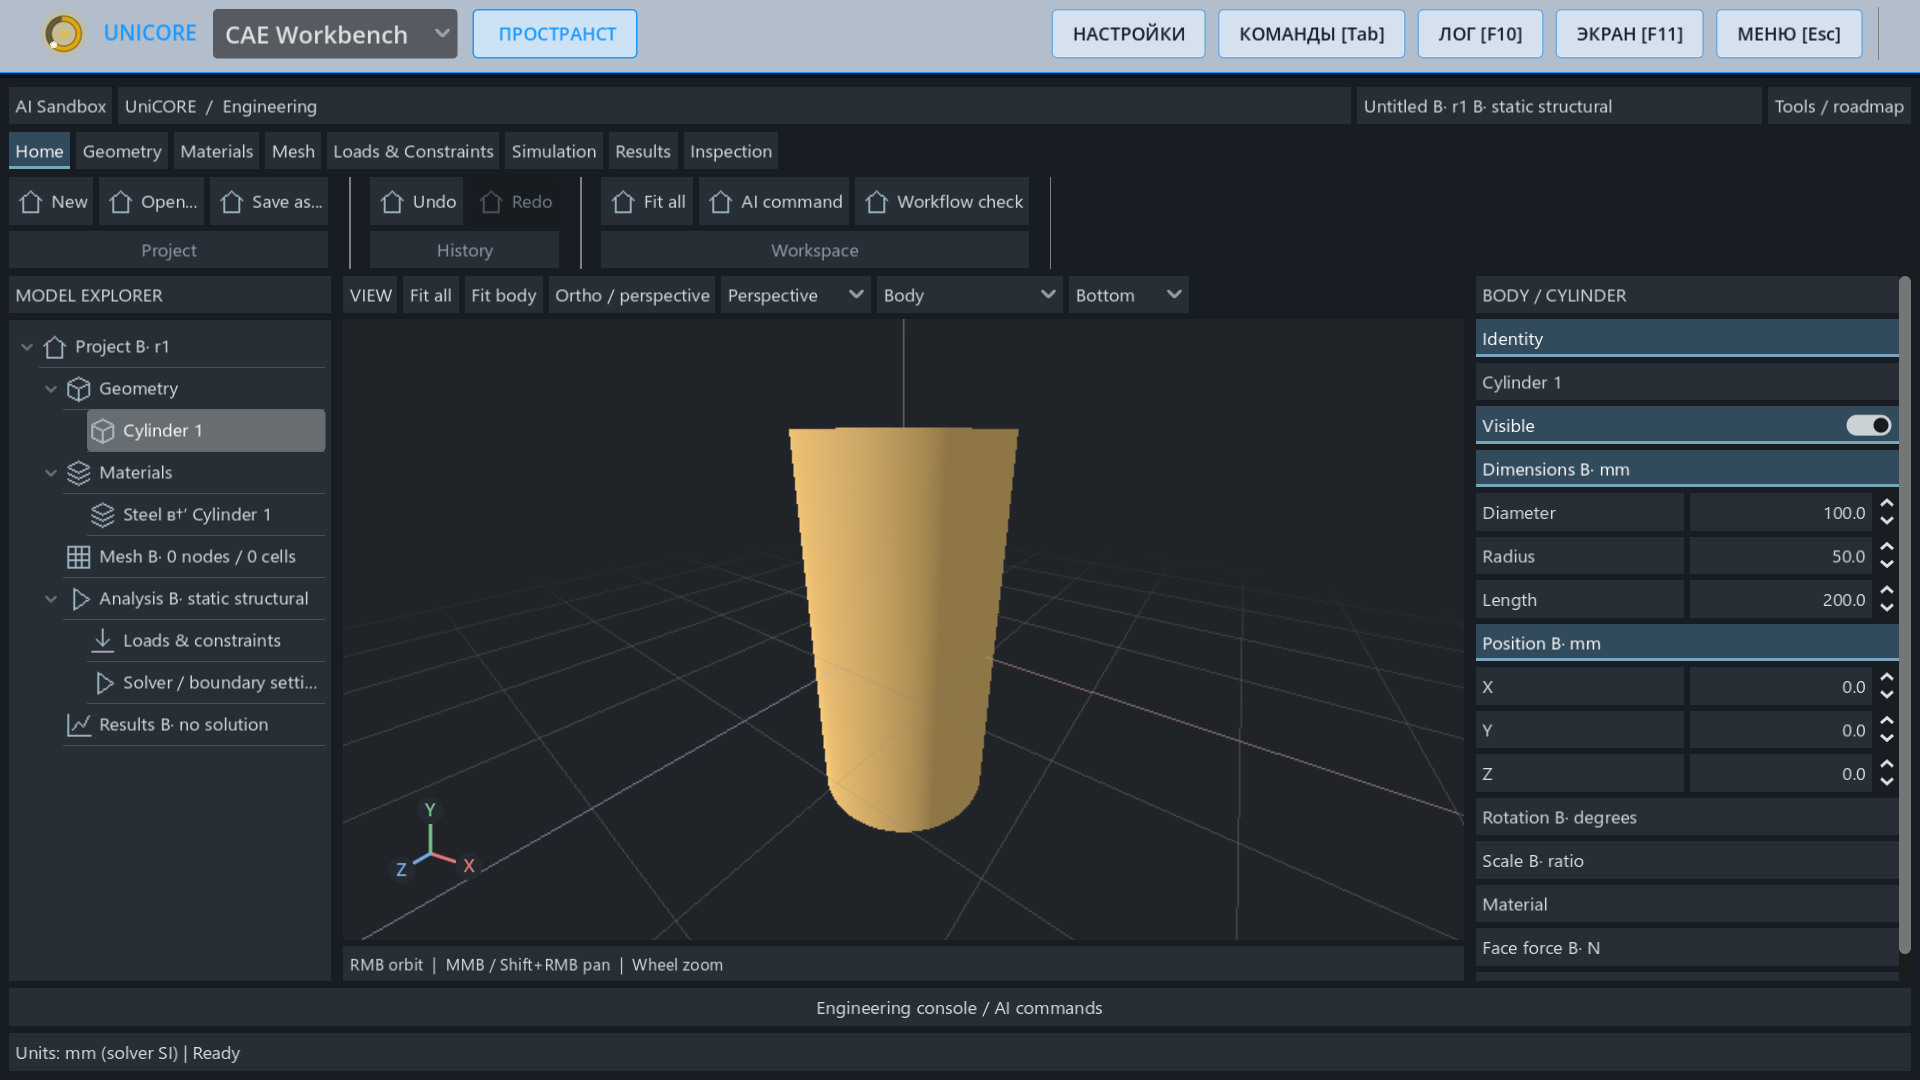 UNICORE CAE Workbench ПРОСТРАНСТ НАСТРОЙКИ КОМАНДЫ [Tab] ЛОГ [F10] ЭКРАН [F11] МЕНЮ [Esc]
AI Sandbox UniCORE / Engineering Untitled В· r1 В· static structural Tools / roadmap
Home Geometry Materials Mesh Loads & Constraints Simulation Results Inspection
New Open... Save as... Undo Redo Fit all AI command Workflow check
Project History Workspace
MODEL EXPLORER
Project В· r1
Geometry
Cylinder 1
Materials
Steel в†’ Cylinder 1
Mesh В· 0 nodes / 0 cells
Analysis В· static structural
Loads & constraints
Solver / boundary setti...
Results В· no solution
VIEW Fit all Fit body Ortho / perspective Perspective Body Bottom
Y
Z
X
RMB orbit | MMB / Shift+RMB pan | Wheel zoom
BODY / CYLINDER
Identity
Cylinder 1
Visible
Dimensions В· mm
Diameter 100.0
Radius 50.0
Length 200.0
Position В· mm
X 0.0
Y 0.0
Z 0.0
Rotation В· degrees
Scale В· ratio
Material
Face force В· N
Engineering console / AI commands
Units: mm (solver SI) | Ready